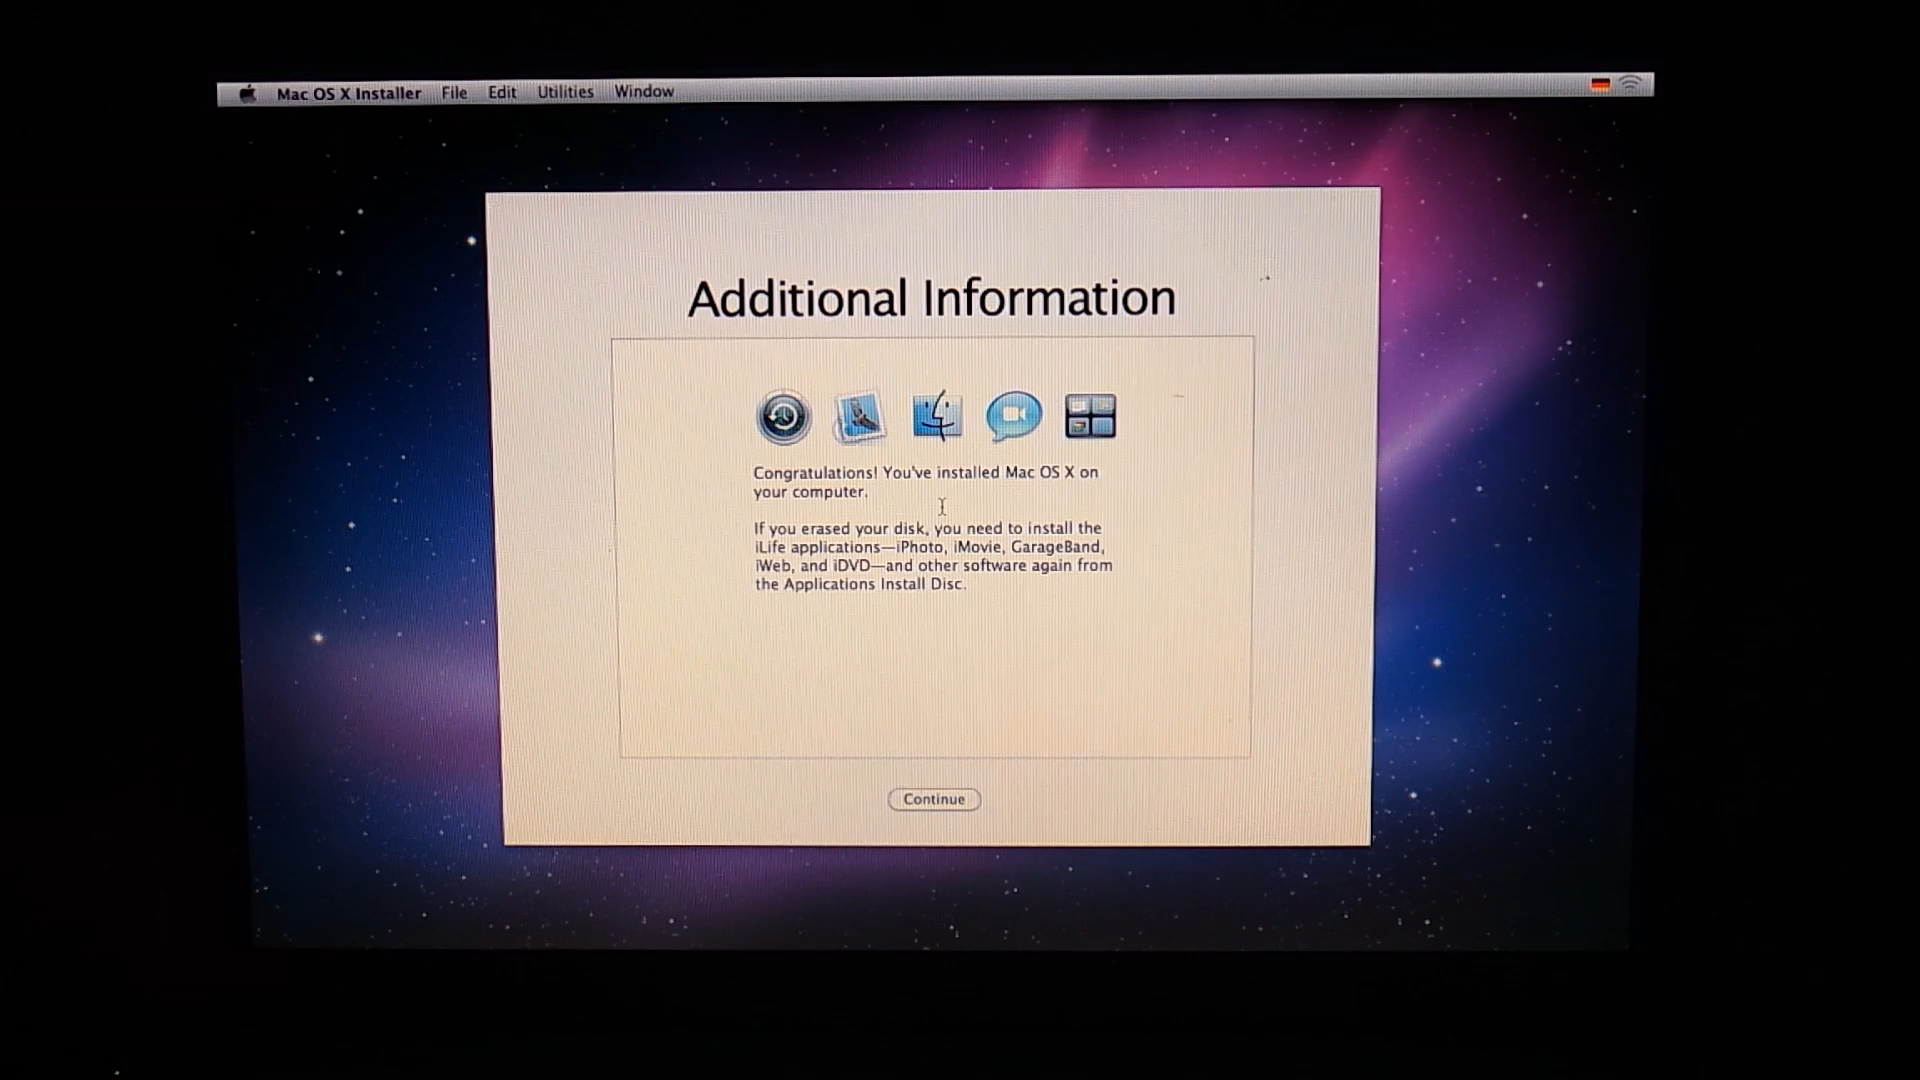 Mac OS X Installer File Edit Utilities Window
Additional Information
Congratulations! You've installed Mac OS X on
your computer.
If you erased your disk, you need to install the
iLife applications—iPhoto, iMovie, GarageBand,
iWeb, and iDVD—and other software again from
the Applications Install Disc.
Continue